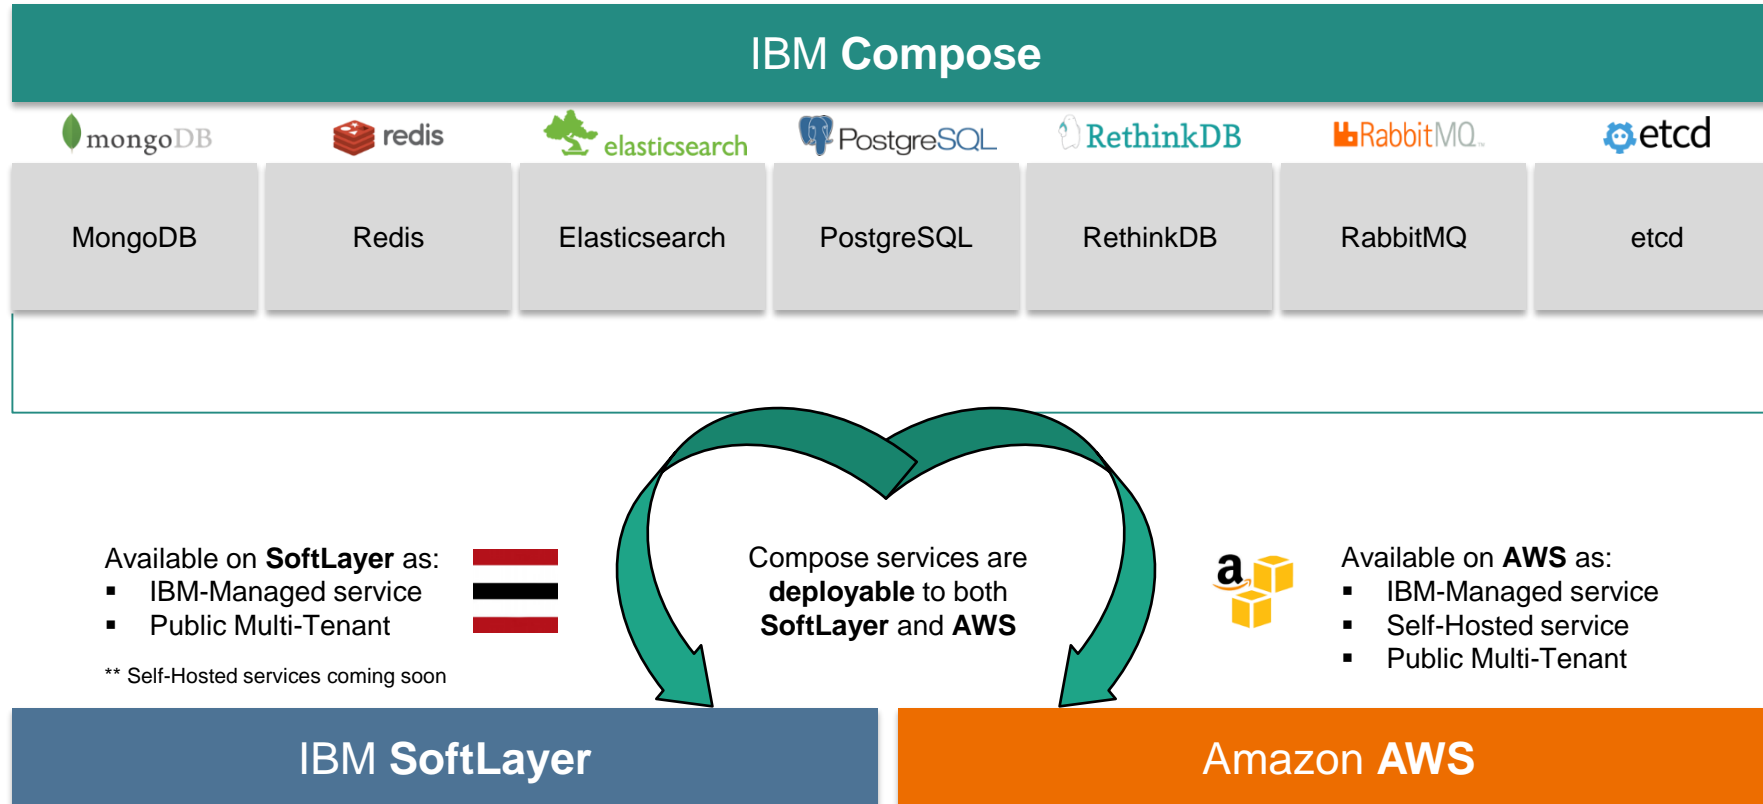 IBM Compose
mongoDB
redis
elasticsearch
PostgreSQL
RethinkDB
RabbitMQ
etcd
MongoDB
Redis
Elasticsearch
PostgreSQL
RethinkDB
RabbitMQ
etcd
Available on SoftLayer as:
▪ IBM-Managed service
▪ Public Multi-Tenant
** Self-Hosted services coming soon
Compose services are
deployable to both
SoftLayer and AWS
a
Available on AWS as:
▪ IBM-Managed service
▪ Self-Hosted service
▪ Public Multi-Tenant
IBM SoftLayer
Amazon AWS